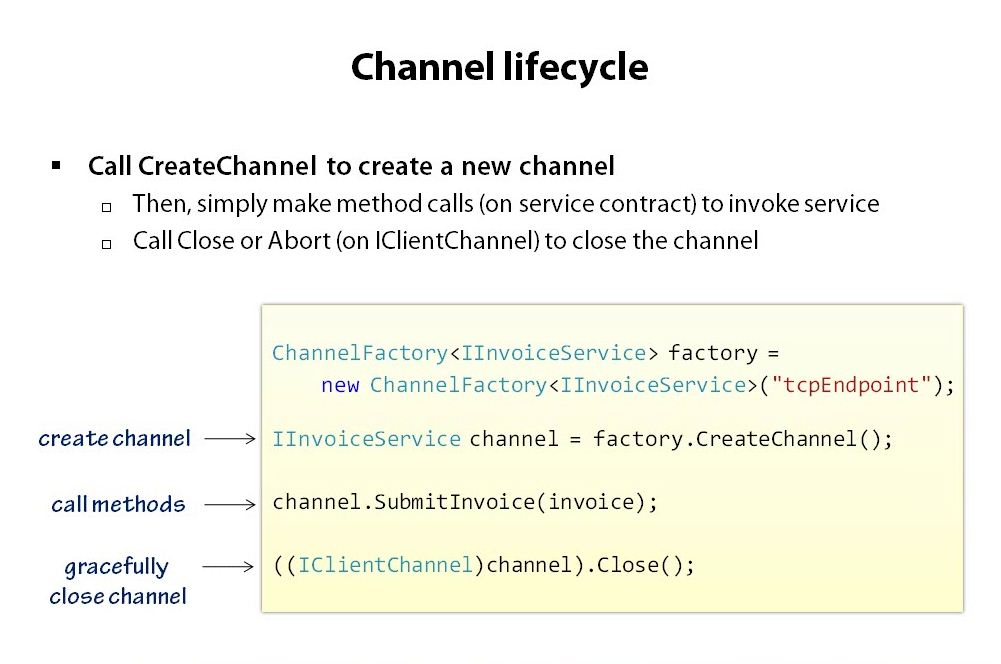 Channel lifecycle
Call CreateChannel to create a new channel
Then, simply make method calls (on service contract) to invoke service
Call Close or Abort (on IClientChannel) to close the channel
ChannelFactory<IInvoiceService> factory =
new ChannelFactory<IInvoiceService>("tcpEndpoint");
create channel
IInvoiceService channel = factory.CreateChannel();
call methods
channel.SubmitInvoice(invoice);
gracefully
close channel
((IClientChannel)channel).Close();